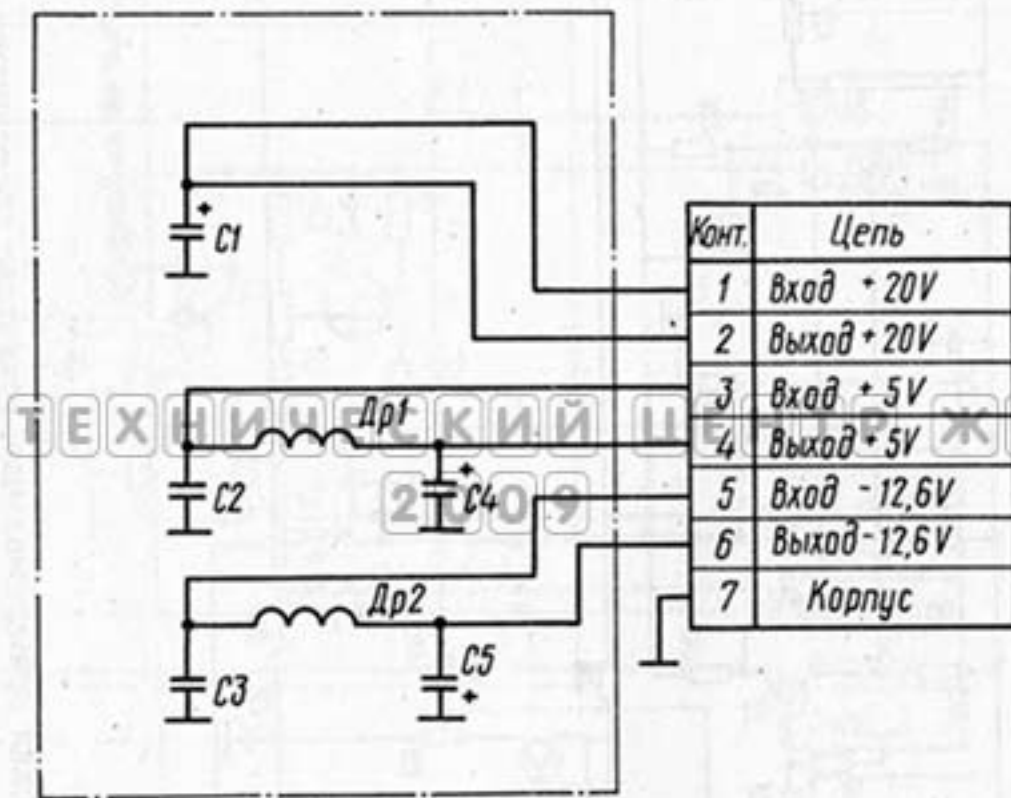 C1
Др1
C2
C4
Др2
C3
C5
Конт. Цепь
1 Вход + 20V
2 Выход + 20V
3 Вход + 5V
4 Выход + 5V
5 Вход - 12,6V
6 Выход - 12,6V
7 Корпус
ТЕХНИЧЕСКИЙ ЦЕНТР Ж
2009